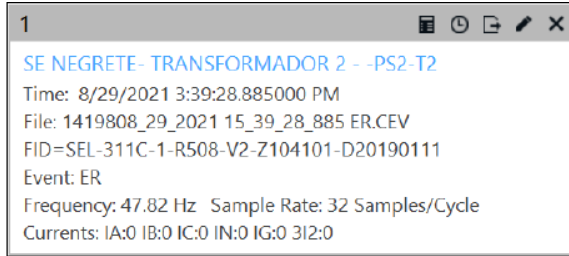 1
SE NEGRETE- TRANSFORMADOR 2 - -PS2-T2
Time: 8/29/2021 3:39:28.885000 PM
File: 1419808_29_2021 15_39_28_885 ER.CEV
FID=SEL-311C-1-R508-V2-Z104101-D20190111
Event: ER
Frequency: 47.82 Hz Sample Rate: 32 Samples/Cycle
Currents: IA:0 IB:0 IC:0 IN:0 IG:0 3I2:0